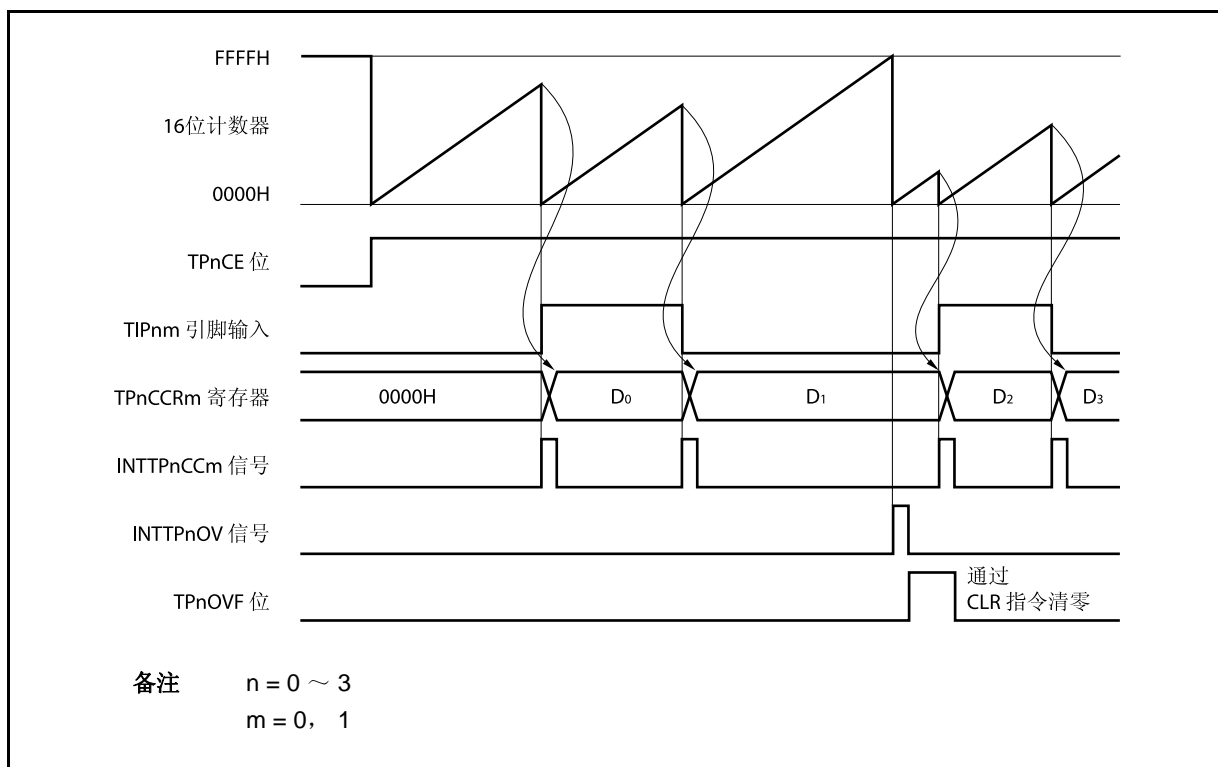 FFFFH
16位计数器
0000H
TPnCE 位
TIPnm 引脚输入
TPnCCRm 寄存器
0000H
D0
D1
D2
D3
INTTPnCCm 信号
INTTPnOV 信号
TPnOVF 位
通过
CLR 指令清零
备注 n = 0 ~ 3
m = 0， 1